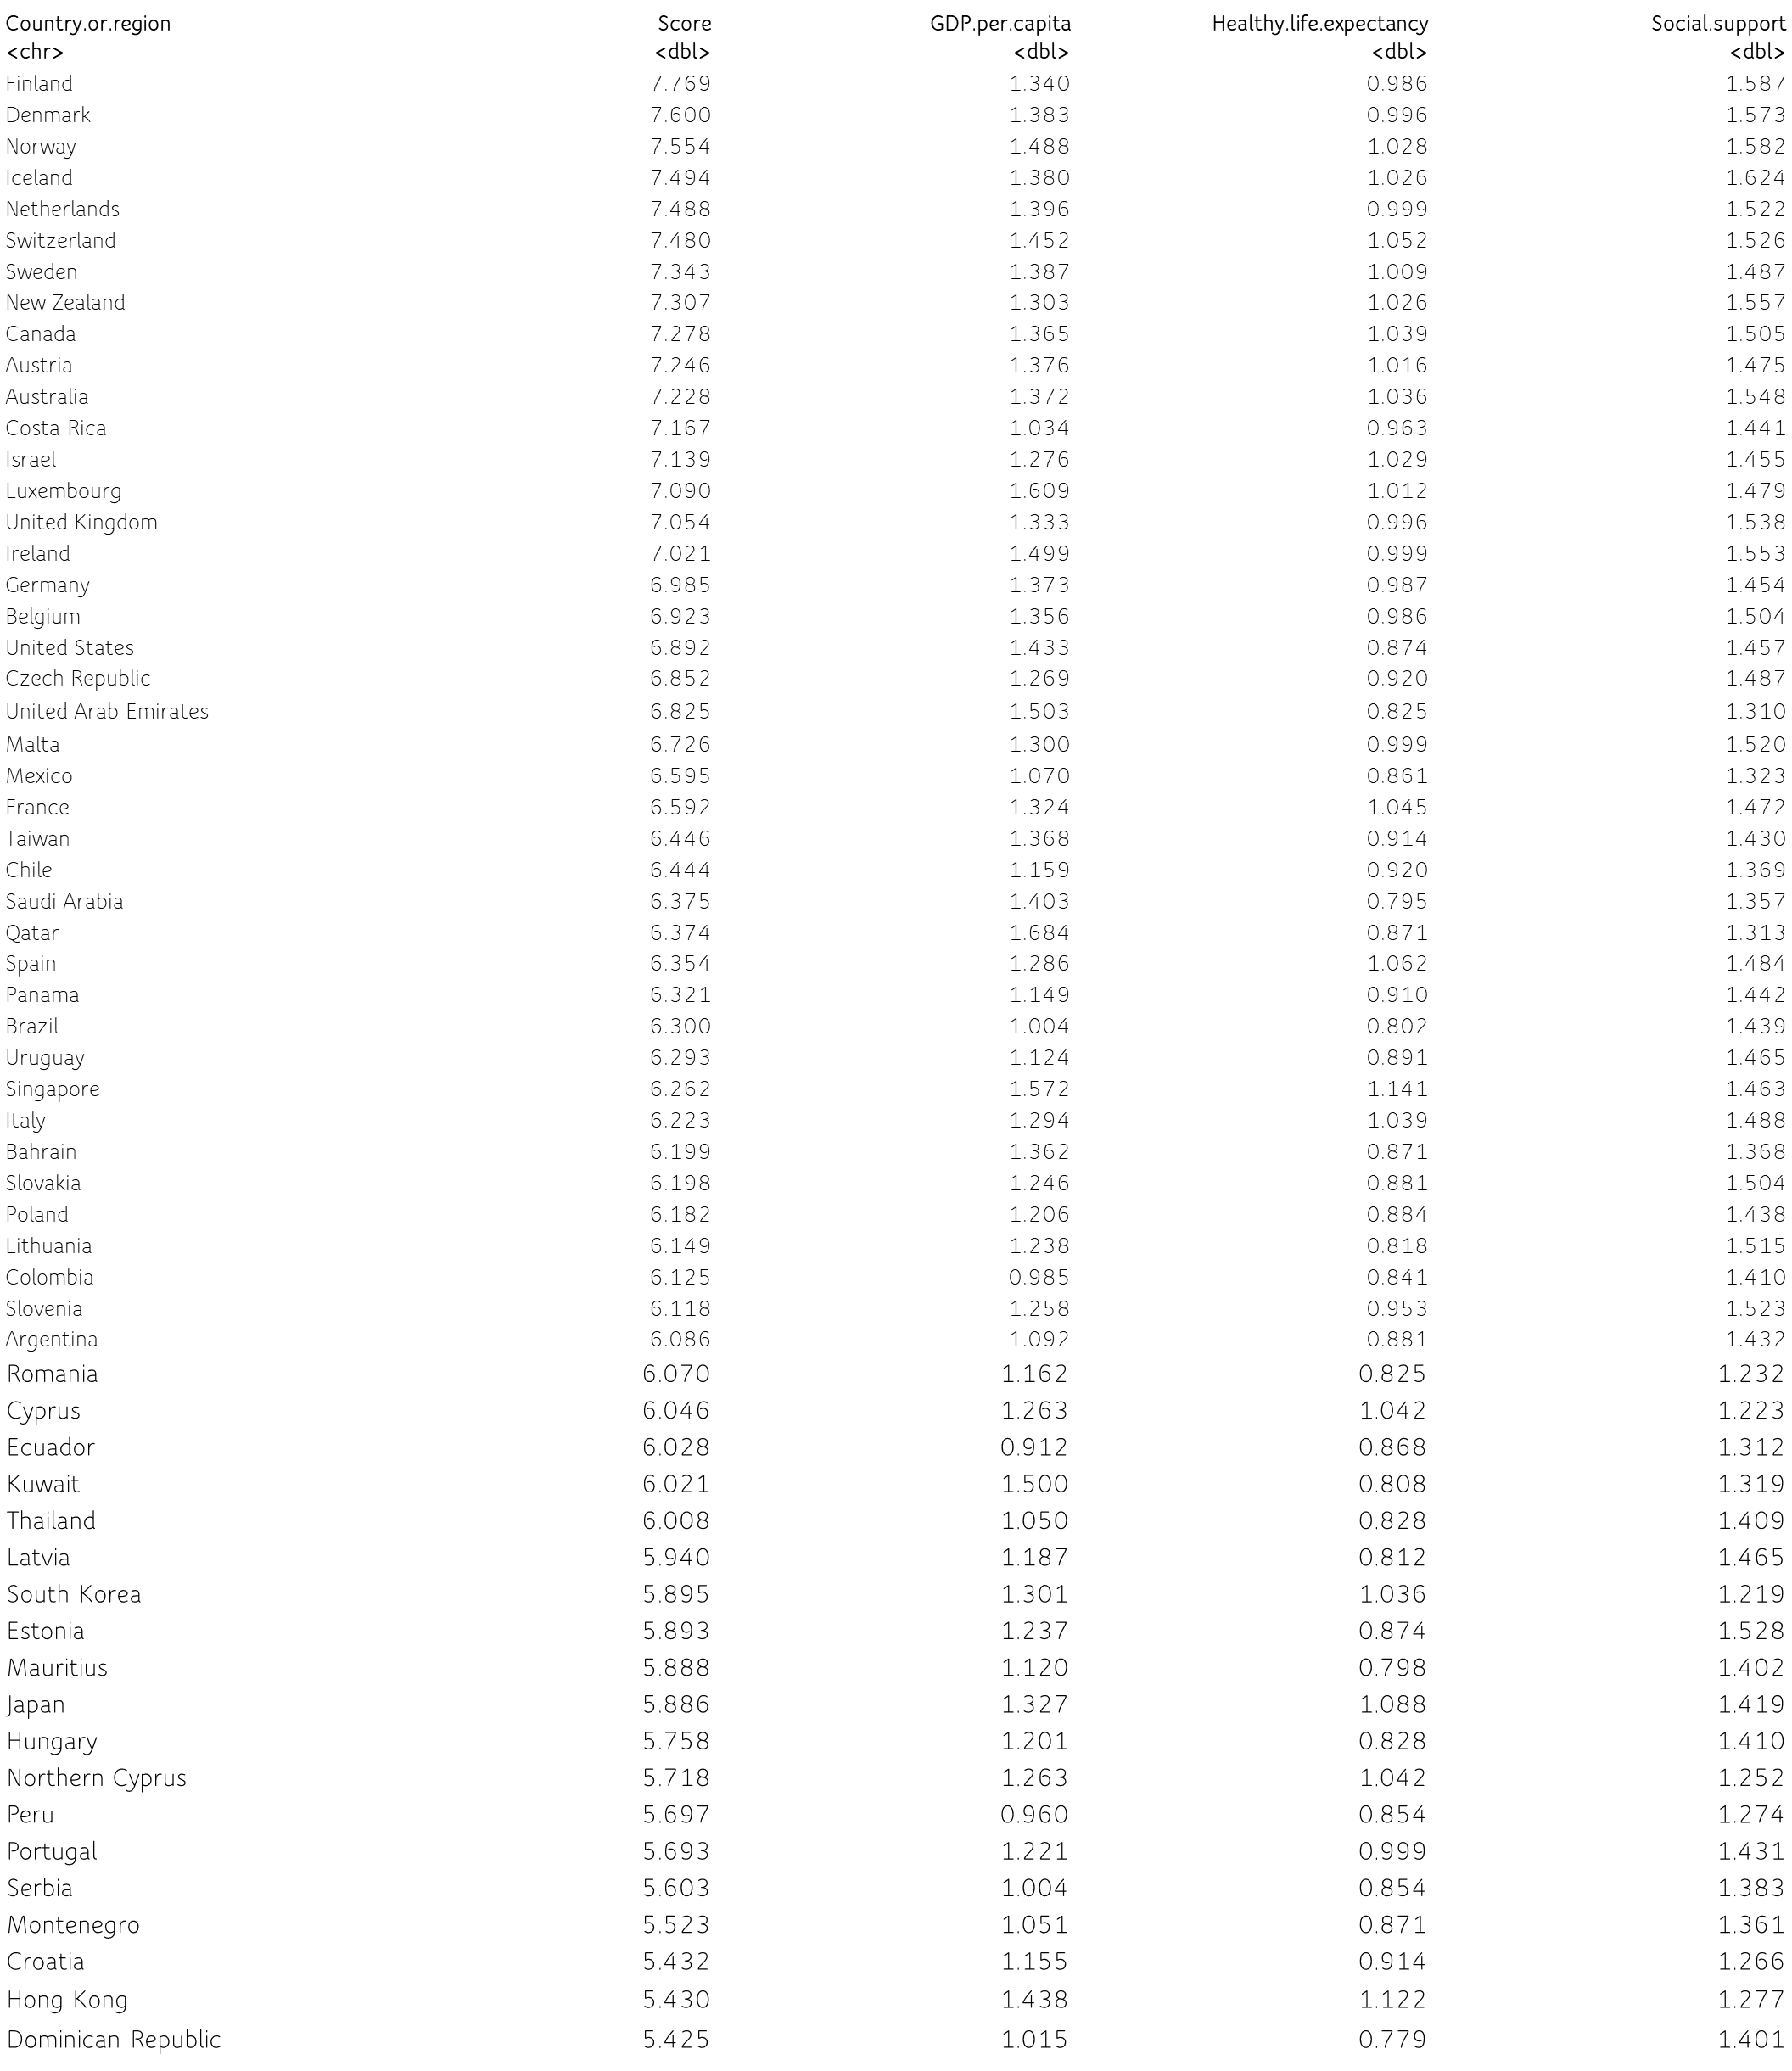 Country.or.region Score GDP.per.capita Healthy.life.expectancy Social.support
<chr> <dbl> <dbl> <dbl> <dbl>
Finland 7.769 1.340 0.986 1.587
Denmark 7.600 1.383 0.996 1.573
Norway 7.554 1.488 1.028 1.582
Iceland 7.494 1.380 1.026 1.624
Netherlands 7.488 1.396 0.999 1.522
Switzerland 7.480 1.452 1.052 1.526
Sweden 7.343 1.387 1.009 1.487
New Zealand 7.307 1.303 1.026 1.557
Canada 7.278 1.365 1.039 1.505
Austria 7.246 1.376 1.016 1.475
Australia 7.228 1.372 1.036 1.548
Costa Rica 7.167 1.034 0.963 1.441
Israel 7.139 1.276 1.029 1.455
Luxembourg 7.090 1.609 1.012 1.479
United Kingdom 7.054 1.333 0.996 1.538
Ireland 7.021 1.499 0.999 1.553
Germany 6.985 1.373 0.987 1.454
Belgium 6.923 1.356 0.986 1.504
United States 6.892 1.433 0.874 1.457
Czech Republic 6.852 1.269 0.920 1.487
United Arab Emirates 6.825 1.503 0.825 1.310
Malta 6.726 1.300 0.999 1.520
Mexico 6.595 1.070 0.861 1.323
France 6.592 1.324 1.045 1.472
Taiwan 6.446 1.368 0.914 1.430
Chile 6.444 1.159 0.920 1.369
Saudi Arabia 6.375 1.403 0.795 1.357
Qatar 6.374 1.684 0.871 1.313
Spain 6.354 1.286 1.062 1.484
Panama 6.321 1.149 0.910 1.442
Brazil 6.300 1.004 0.802 1.439
Uruguay 6.293 1.124 0.891 1.465
Singapore 6.262 1.572 1.141 1.463
Italy 6.223 1.294 1.039 1.488
Bahrain 6.199 1.362 0.871 1.368
Slovakia 6.198 1.246 0.881 1.504
Poland 6.182 1.206 0.884 1.438
Lithuania 6.149 1.238 0.818 1.515
Colombia 6.125 0.985 0.841 1.410
Slovenia 6.118 1.258 0.953 1.523
Argentina 6.086 1.092 0.881 1.432
Romania 6.070 1.162 0.825 1.232
Cyprus 6.046 1.263 1.042 1.223
Ecuador 6.028 0.912 0.868 1.312
Kuwait 6.021 1.500 0.808 1.319
Thailand 6.008 1.050 0.828 1.409
Latvia 5.940 1.187 0.812 1.465
South Korea 5.895 1.301 1.036 1.219
Estonia 5.893 1.237 0.874 1.528
Mauritius 5.888 1.120 0.798 1.402
Japan 5.886 1.327 1.088 1.419
Hungary 5.758 1.201 0.828 1.410
Northern Cyprus 5.718 1.263 1.042 1.252
Peru 5.697 0.960 0.854 1.274
Portugal 5.693 1.221 0.999 1.431
Serbia 5.603 1.004 0.854 1.383
Montenegro 5.523 1.051 0.871 1.361
Croatia 5.432 1.155 0.914 1.266
Hong Kong 5.430 1.438 1.122 1.277
Dominican Republic 5.425 1.015 0.779 1.401